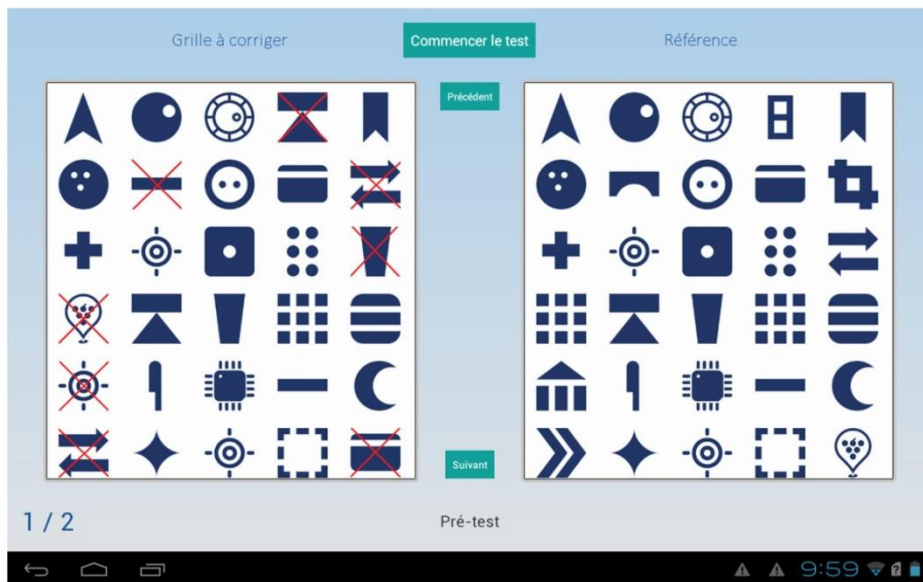 Grille à corriger
Commencer le test
Référence
Précédent
Suivant
1 / 2
Pré-test
9:59